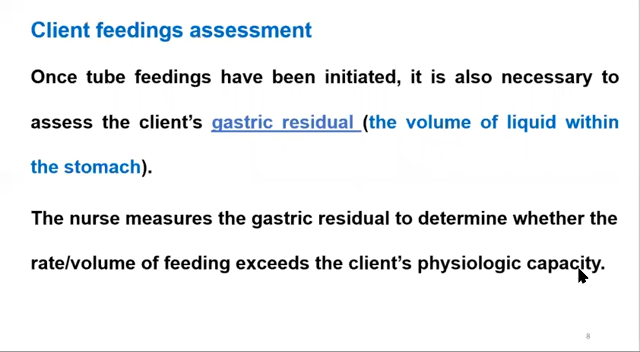 Client feedings assessment
Once tube feedings have been initiated, it is also necessary to
assess the client's gastric residual (the volume of liquid within
the stomach).
The nurse measures the gastric residual to determine whether the
rate/volume of feeding exceeds the client's physiologic capacity.
8